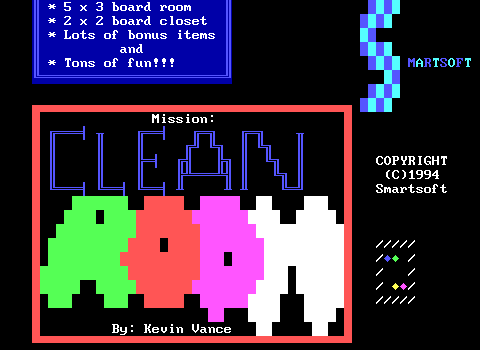 * 5 x 3 board room
* 2 x 2 board closet
* Lots of bonus items
and
* Tons of fun!!!
SMARTSOFT
Mission:
CLEAN
ROOM
By: Kevin Vance
COPYRIGHT
(C)1994
Smartsoft